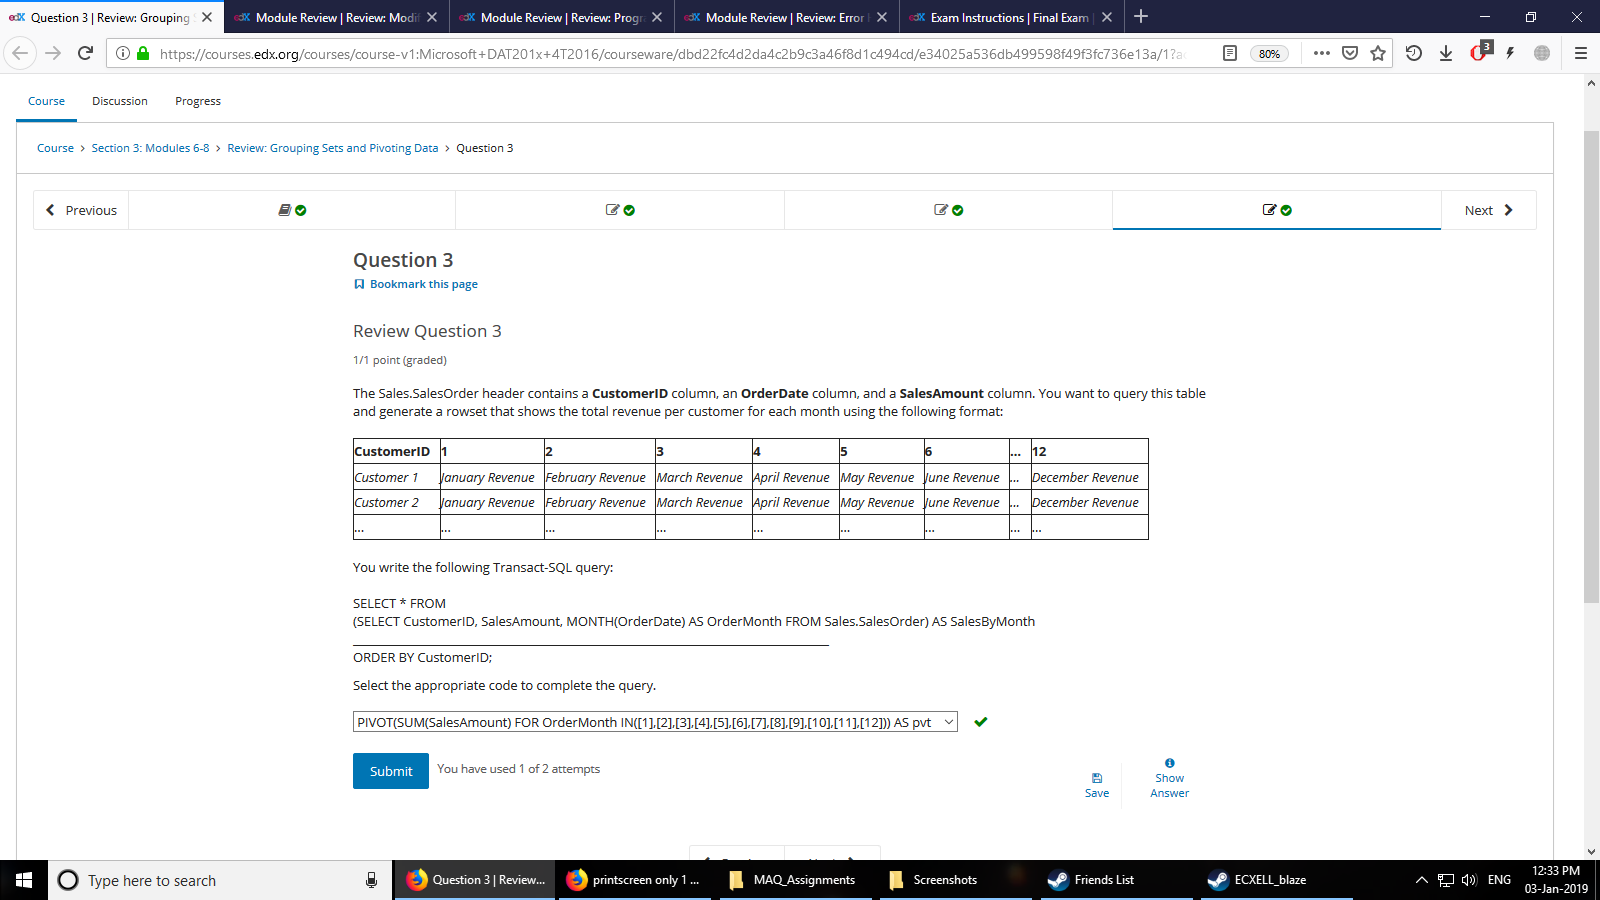 edX Question 3 | Review: Grouping
edX Module Review | Review: Modif
edX Module Review | Review: Progr
edX Module Review | Review: Error
edX Exam Instructions | Final Exam
https://courses.edx.org/courses/course-v1:Microsoft+DAT201x+4T2016/courseware/dbd22fc4d2da4c2b9c3a46f8d1c494cd/e34025a536db499598f49f3fc736e13a/1?a
80%
3
Course Discussion Progress
Course > Section 3: Modules 6-8 > Review: Grouping Sets and Pivoting Data > Question 3
Previous
Next
Question 3
Bookmark this page
Review Question 3
1/1 point (graded)
The Sales.SalesOrder header contains a CustomerID column, an OrderDate column, and a SalesAmount column. You want to query this table
and generate a rowset that shows the total revenue per customer for each month using the following format:
CustomerID 1 2 3 4 5 6 ... 12
Customer 1 January Revenue February Revenue March Revenue April Revenue May Revenue June Revenue ... December Revenue
Customer 2 January Revenue February Revenue March Revenue April Revenue May Revenue June Revenue ... December Revenue
... ... ... ... ... ... ... ... ...
You write the following Transact-SQL query:
SELECT * FROM
(SELECT CustomerID, SalesAmount, MONTH(OrderDate) AS OrderMonth FROM Sales.SalesOrder) AS SalesByMonth
ORDER BY CustomerID;
Select the appropriate code to complete the query.
PIVOT(SUM(SalesAmount) FOR OrderMonth IN([1],[2],[3],[4],[5],[6],[7],[8],[9],[10],[11],[12])) AS pvt
Submit
You have used 1 of 2 attempts
Save
Show
Answer
Type here to search
Question 3 | Review...
printscreen only 1 ...
MAQ_Assignments
Screenshots
Friends List
ECXELL_blaze
ENG
12:33 PM
03-Jan-2019